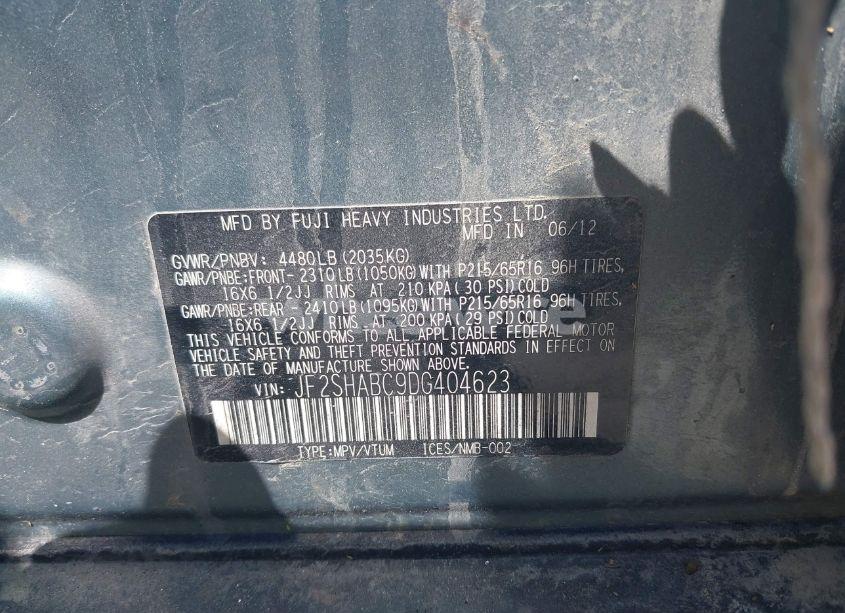 MFD BY FUJI HEAVY INDUSTRIES LTD.
MFD IN 06/12
GVWR/PNBV: 4480LB(2035KG)
GAWR/PNBE:FRONT-2310LB(1050KG)WITH P215/65R16 96H TIRES,
16X6 1/2JJ RIMS AT 210 KPA(30 PSI)COLD
GAWR/PNBE:REAR -2410LB(1095KG)WITH P215/65R16 96H TIRES,
16X6 1/2JJ RIMS AT 200 KPA(29 PSI)COLD
THIS VEHICLE CONFORMS TO ALL APPLICABLE FEDERAL MOTOR
VEHICLE SAFETY AND THEFT PREVENTION STANDARDS IN EFFECT ON
THE DATE OF MANUFACTURE SHOWN ABOVE.
VIN: JF2SHABC9DG404623
TYPE:MPV/VTUM ICES/NMB-002